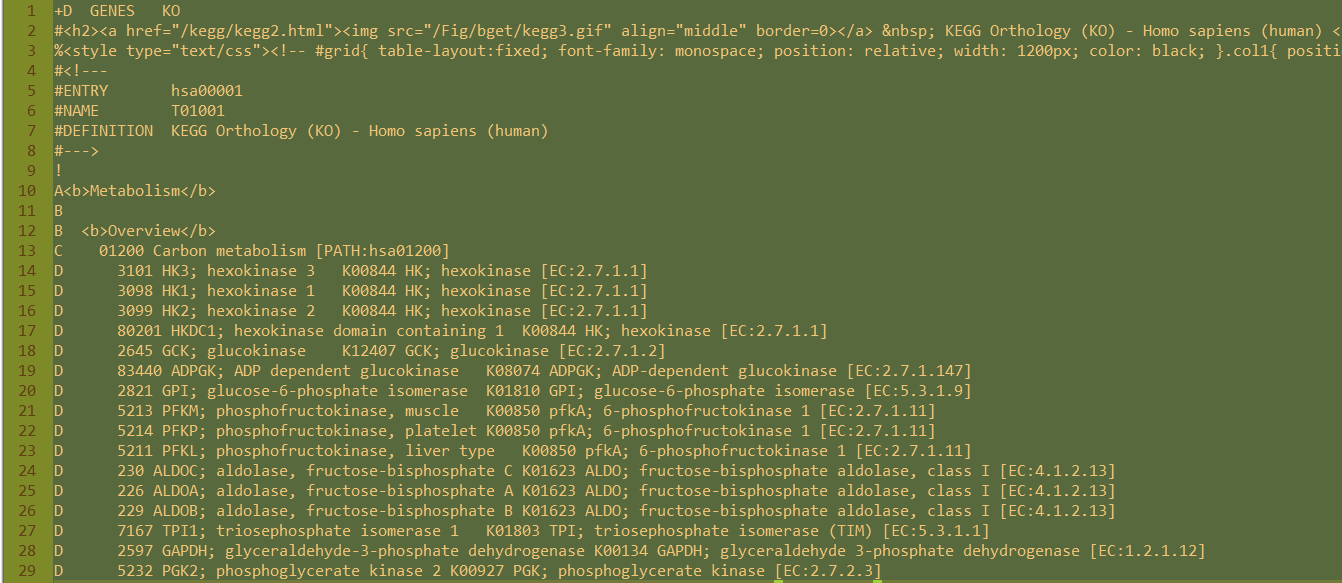 1 +D	GENES	KO
2 #<h2><a href="/kegg/kegg2.html"><img src="/Fig/bget/kegg3.gif" align="middle" border=0></a> &nbsp; KEGG Orthology (KO) - Homo sapiens (human) <
3 %<style type="text/css"><!-- #grid{ table-layout:fixed; font-family: monospace; position: relative; width: 1200px; color: black; }.col1{ positi
4 #<!---
5 #ENTRY       hsa00001
6 #NAME        T01001
7 #DEFINITION  KEGG Orthology (KO) - Homo sapiens (human)
8 #--->
9 !
10 A<b>Metabolism</b>
11 B
12 B  <b>Overview</b>
13 C    01200 Carbon metabolism [PATH:hsa01200]
14 D      3101 HK3; hexokinase 3	K00844 HK; hexokinase [EC:2.7.1.1]
15 D      3098 HK1; hexokinase 1	K00844 HK; hexokinase [EC:2.7.1.1]
16 D      3099 HK2; hexokinase 2	K00844 HK; hexokinase [EC:2.7.1.1]
17 D      80201 HKDC1; hexokinase domain containing 1	K00844 HK; hexokinase [EC:2.7.1.1]
18 D      2645 GCK; glucokinase	K12407 GCK; glucokinase [EC:2.7.1.2]
19 D      83440 ADPGK; ADP dependent glucokinase	K08074 ADPGK; ADP-dependent glucokinase [EC:2.7.1.147]
20 D      2821 GPI; glucose-6-phosphate isomerase	K01810 GPI; glucose-6-phosphate isomerase [EC:5.3.1.9]
21 D      5213 PFKM; phosphofructokinase, muscle	K00850 pfkA; 6-phosphofructokinase 1 [EC:2.7.1.11]
22 D      5214 PFKP; phosphofructokinase, platelet	K00850 pfkA; 6-phosphofructokinase 1 [EC:2.7.1.11]
23 D      5211 PFKL; phosphofructokinase, liver type	K00850 pfkA; 6-phosphofructokinase 1 [EC:2.7.1.11]
24 D      230 ALDOC; aldolase, fructose-bisphosphate C	K01623 ALDO; fructose-bisphosphate aldolase, class I [EC:4.1.2.13]
25 D      226 ALDOA; aldolase, fructose-bisphosphate A	K01623 ALDO; fructose-bisphosphate aldolase, class I [EC:4.1.2.13]
26 D      229 ALDOB; aldolase, fructose-bisphosphate B	K01623 ALDO; fructose-bisphosphate aldolase, class I [EC:4.1.2.13]
27 D      7167 TPI1; triosephosphate isomerase 1	K01803 TPI; triosephosphate isomerase (TIM) [EC:5.3.1.1]
28 D      2597 GAPDH; glyceraldehyde-3-phosphate dehydrogenase	K00134 GAPDH; glyceraldehyde 3-phosphate dehydrogenase [EC:1.2.1.12]
29 D      5232 PGK2; phosphoglycerate kinase 2	K00927 PGK; phosphoglycerate kinase [EC:2.7.2.3]